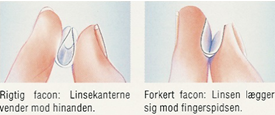 Rigtig facon: Linsekanterne
vender mod hinanden.
Forkert facon: Linsen lægger
sig mod fingerspidsen.